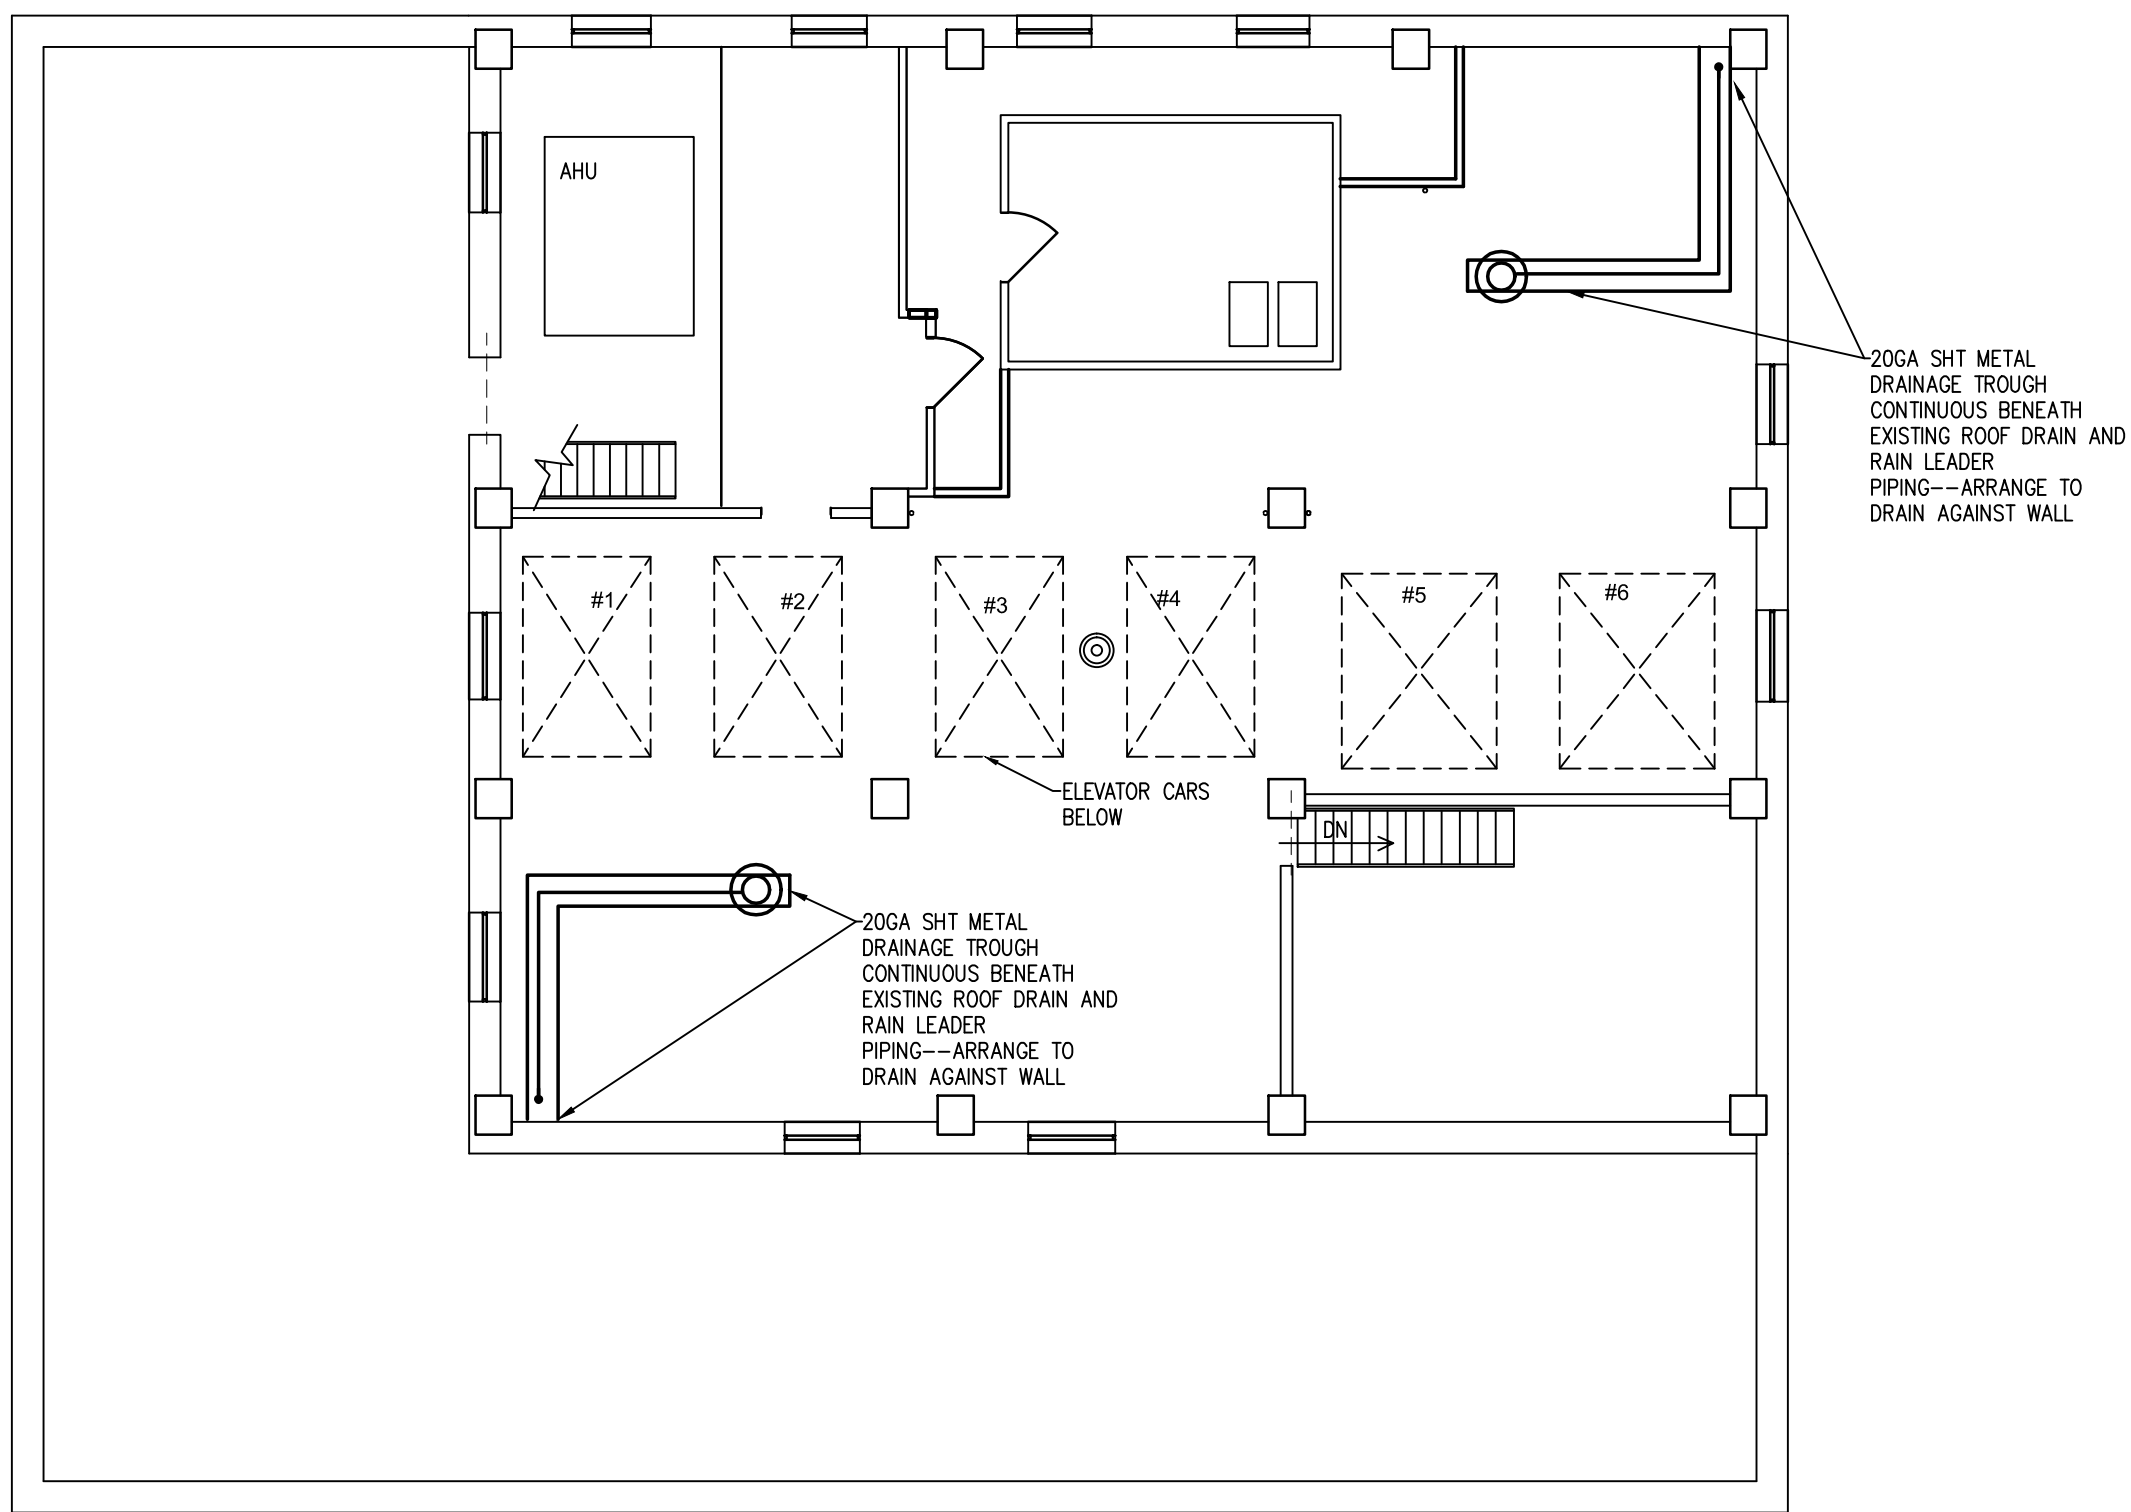 AHU
20GA SHT METAL
DRAINAGE TROUGH
CONTINUOUS BENEATH
EXISTING ROOF DRAIN AND
RAIN LEADER
PIPING--ARRANGE TO
DRAIN AGAINST WALL
#1
#2
#3
#4
#5
#6
ELEVATOR CARS
BELOW
DN
20GA SHT METAL
DRAINAGE TROUGH
CONTINUOUS BENEATH
EXISTING ROOF DRAIN AND
RAIN LEADER
PIPING--ARRANGE TO
DRAIN AGAINST WALL